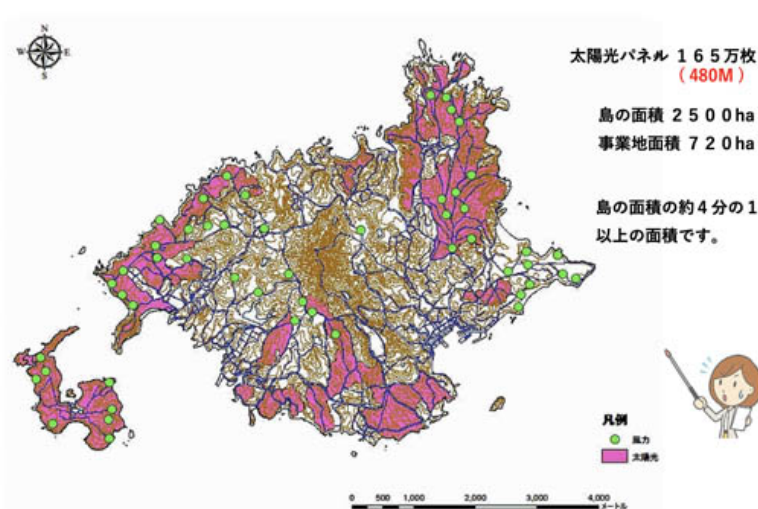 N
W E
S
太陽光パネル １６５万枚
（480M）
島の面積 ２５００ha
事業地面積 ７２０ha
島の面積の約４分の１
以上の面積です。
凡例
風力
太陽光
0 500 1,000 2,000 3,000 4,000
メートル